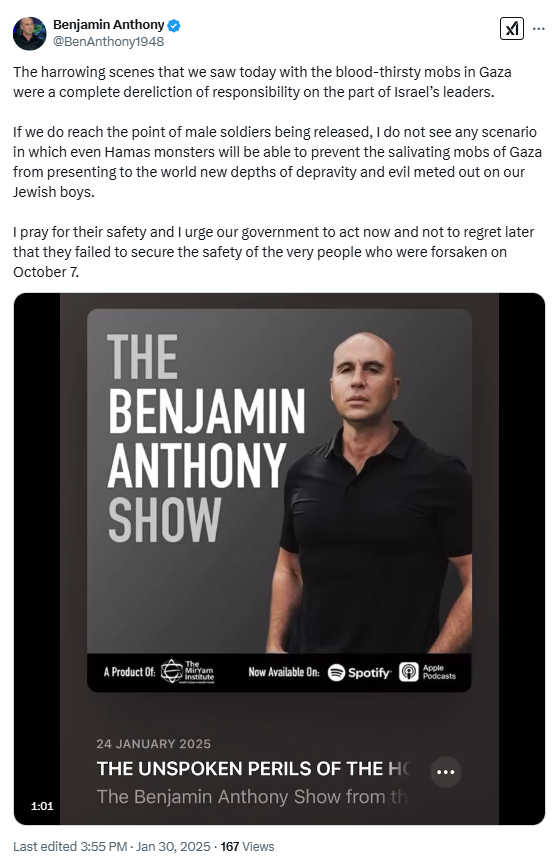 Benjamin Anthony
@BenAnthony1948
The harrowing scenes that we saw today with the blood-thirsty mobs in Gaza
were a complete dereliction of responsibility on the part of Israel's leaders.
If we do reach the point of male soldiers being released, I do not see any scenario
in which even Hamas monsters will be able to prevent the salivating mobs of Gaza
from presenting to the world new depths of depravity and evil meted out on our
Jewish boys.
I pray for their safety and I urge our government to act now and not to regret later
that they failed to secure the safety of the very people who were forsaken on
October 7.
THE
BENJAMIN
ANTHONY
SHOW
A Product Of: The MirYam Institute
Now Available On: Spotify Apple Podcasts
24 JANUARY 2025
THE UNSPOKEN PERILS OF THE HO
The Benjamin Anthony Show from th
1:01
Last edited 3:55 PM · Jan 30, 2025 · 167 Views